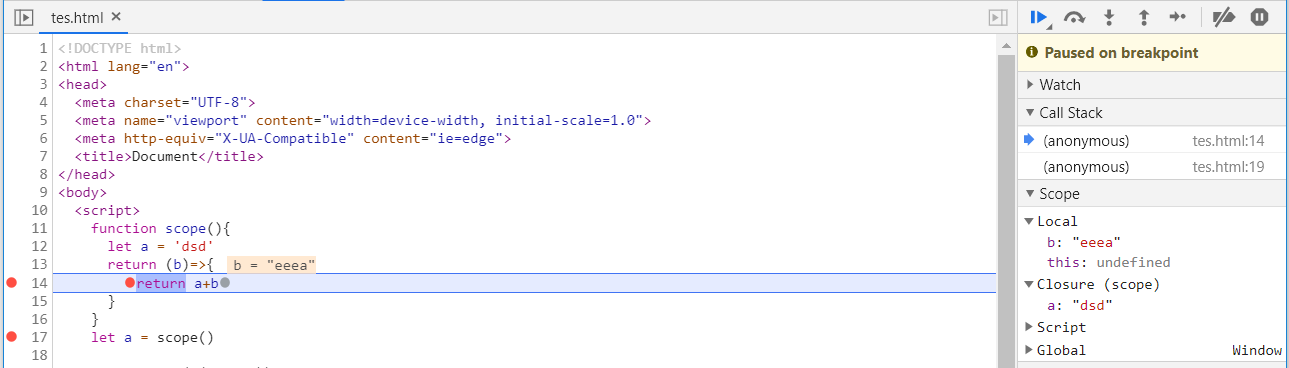 tes.html ×
1 <!DOCTYPE html>
2 <html lang="en">
3 <head>
4 <meta charset="UTF-8">
5 <meta name="viewport" content="width=device-width, initial-scale=1.0">
6 <meta http-equiv="X-UA-Compatible" content="ie=edge">
7 <title>Document</title>
8 </head>
9 <body>
10 <script>
11 function scope(){
12 let a = 'dsd'
13 return (b)=>{ b = "eeea"
14 return a+b
15 }
16 }
17 let a = scope()
18
Paused on breakpoint
Watch
Call Stack
(anonymous) tes.html:14
(anonymous) tes.html:19
Scope
Local
b: "eeea"
this: undefined
Closure (scope)
a: "dsd"
Script
Global Window